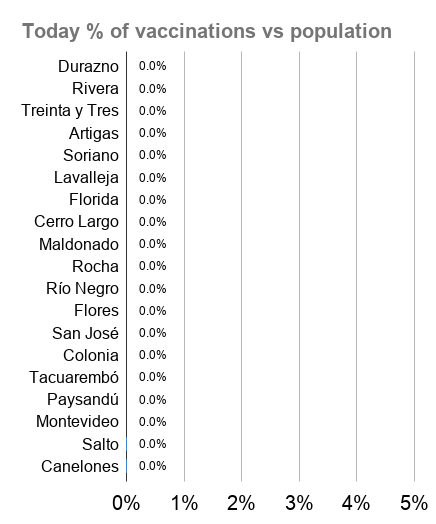 Today % of vaccinations vs population
Durazno 0.0%
Rivera 0.0%
Treinta y Tres 0.0%
Artigas 0.0%
Soriano 0.0%
Lavalleja 0.0%
Florida 0.0%
Cerro Largo 0.0%
Maldonado 0.0%
Rocha 0.0%
Río Negro 0.0%
Flores 0.0%
San José 0.0%
Colonia 0.0%
Tacuarembó 0.0%
Paysandú 0.0%
Montevideo 0.0%
Salto 0.0%
Canelones 0.0%
0% 1% 2% 3% 4% 5%